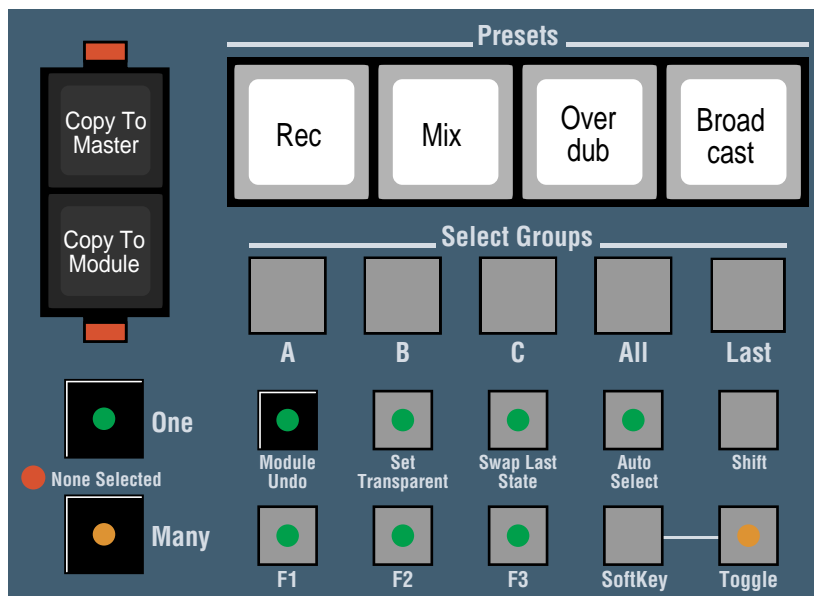 Presets
Copy To
Master
Rec
Mix
Over
dub
Broad
cast
Copy To
Module
Select Groups
A
B
C
All
Last
One
None Selected
Many
Module
Undo
Set
Transparent
Swap Last
State
Auto
Select
Shift
F1
F2
F3
SoftKey
Toggle